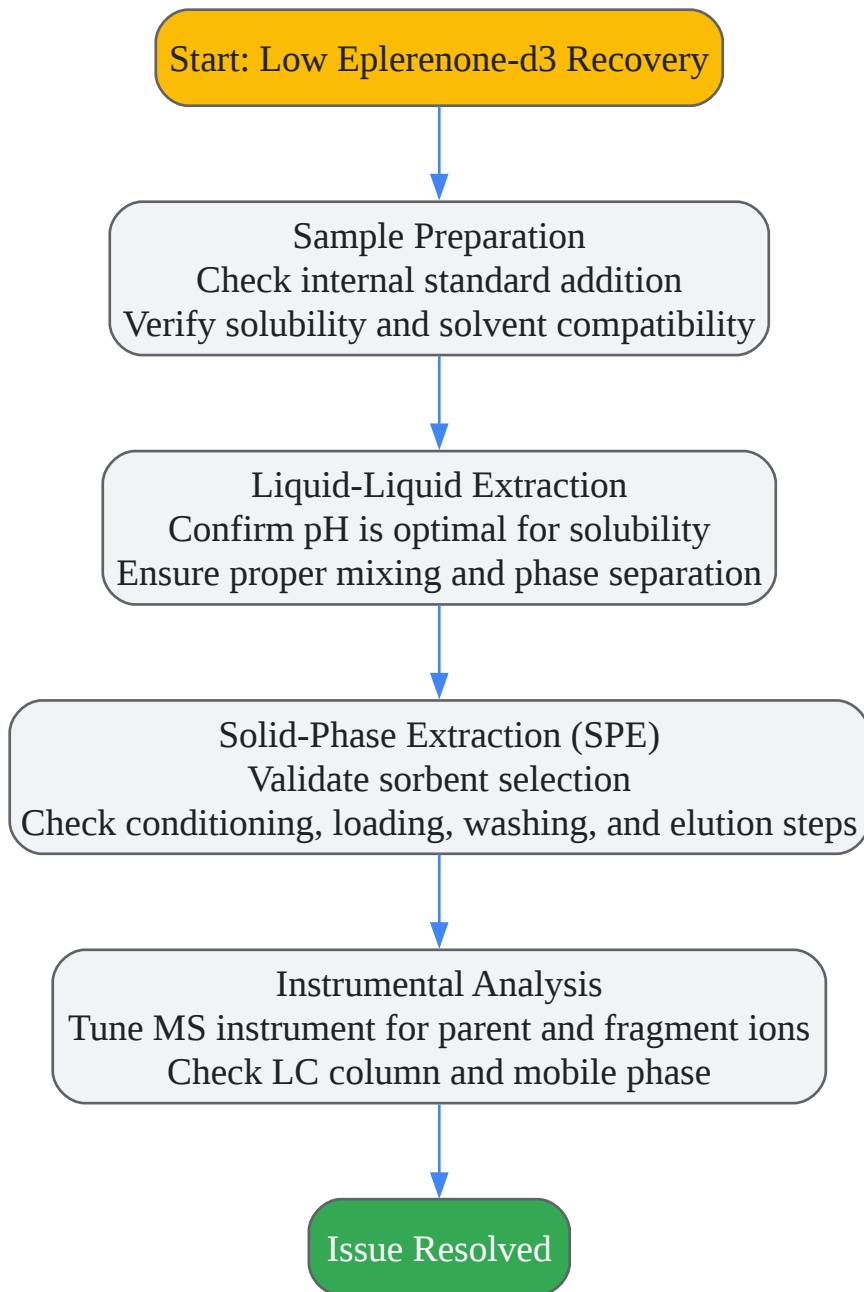 Start: Low Eplerenone-d3 Recovery
Sample Preparation
Check internal standard addition
Verify solubility and solvent compatibility
Liquid-Liquid Extraction
Confirm pH is optimal for solubility
Ensure proper mixing and phase separation
Solid-Phase Extraction (SPE)
Validate sorbent selection
Check conditioning, loading, washing, and elution steps
Instrumental Analysis
Tune MS instrument for parent and fragment ions
Check LC column and mobile phase
Issue Resolved